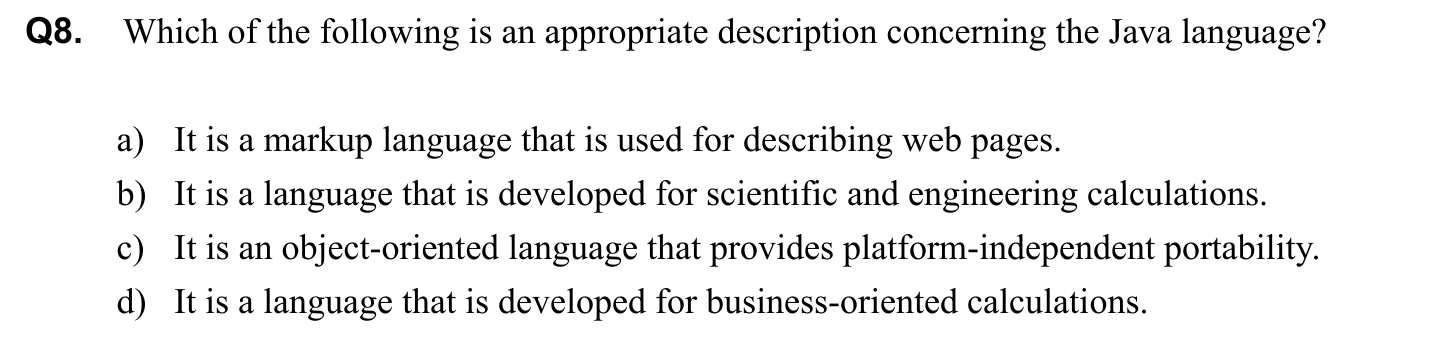 Q8. Which of the following is an appropriate description concerning the Java language?
a) It is a markup language that is used for describing web pages.
b) It is a language that is developed for scientific and engineering calculations.
c) It is an object-oriented language that provides platform-independent portability.
d) It is a language that is developed for business-oriented calculations.